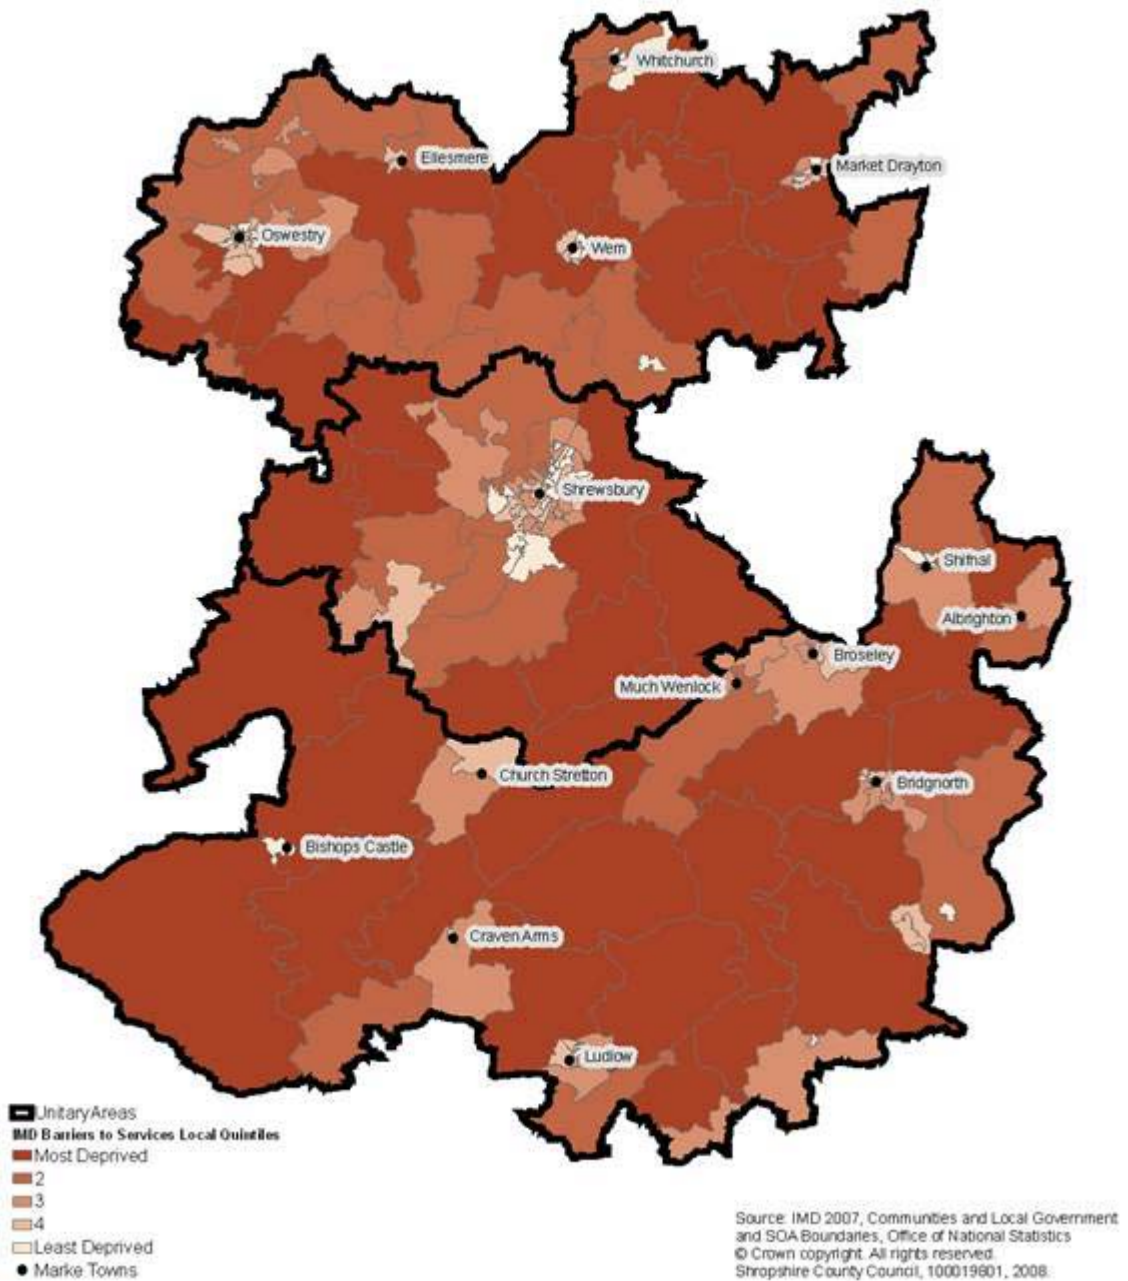 Whitchurch
Ellesmere
Market Drayton
Oswestry
Wem
Shrewsbury
Shifnal
Albrighton
Broseley
Much Wenlock
Church Stretton
Bridgnorth
Bishops Castle
Craven Arms
Ludlow
Unitary Areas
IMD Barriers to Services Local Quintiles
Most Deprived
2
3
4
Least Deprived
Marke Towns
Source: IMD 2007, Communities and Local Government
and SOA Boundaries, Office of National Statistics
© Crown copyright. All rights reserved.
Shropshire County Council, 100019801, 2008.